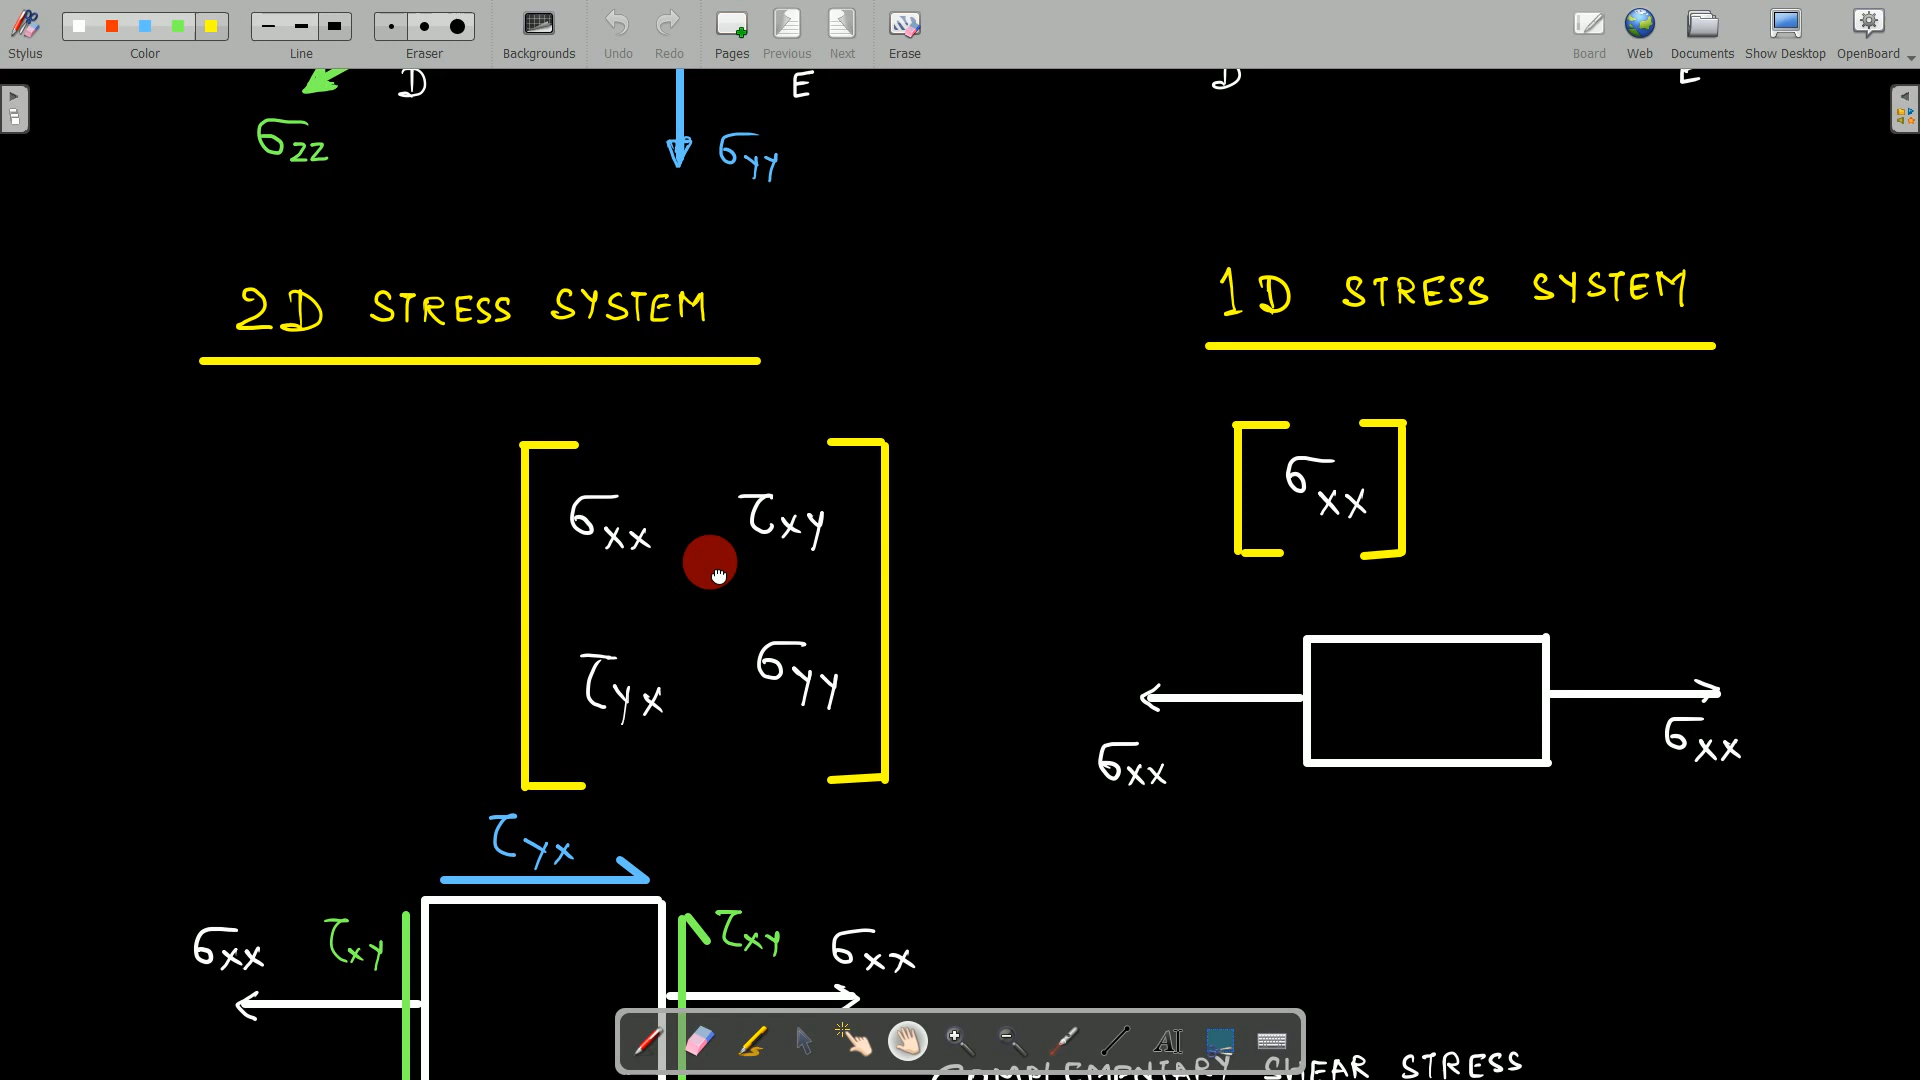 Stylus Color Line Eraser Backgrounds Undo Redo Pages Previous Next Erase Board Web Documents Show Desktop OpenBoard
D E D E
σzz σyy
2D STRESS SYSTEM
1D STRESS SYSTEM
σxx τxy
σxx
τyx σyy
σxx σxx
τyx
σxx τxy τxy σxx
COMPLEMENTARY SHEAR STRESS